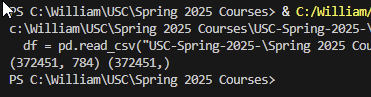 PS C:\William\USC\Spring 2025 Courses> & C:/William/
c:\William\USC\Spring 2025 Courses\USC-Spring-2025-\
df = pd.read_csv("USC-Spring-2025-\Spring 2025 Cou
(372451, 784) (372451,)
PS C:\William\USC\Spring 2025 Courses>